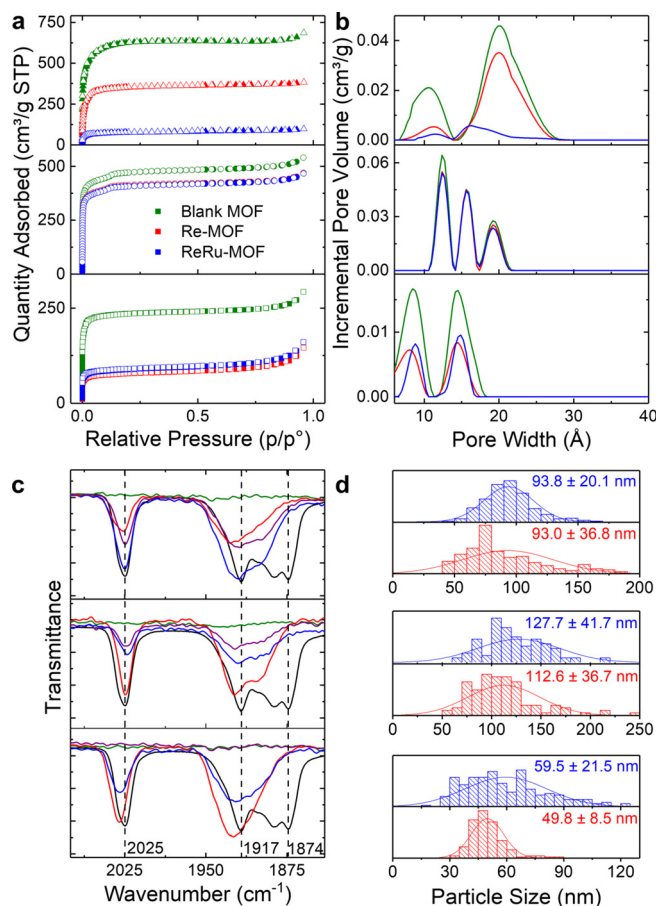 a
750
500
250
0
500
250
0
250
0
0.0 0.5 1.0
Quantity Adsorbed (cm³/g STP)
Relative Pressure (p/p°)
Blank MOF
Re-MOF
ReRu-MOF
b
0.04
0.02
0.00
0.06
0.03
0.00
0.01
0.00
10 20 30 40
Incremental Pore Volume (cm³/g)
Pore Width (Å)
c
Transmittance
2025
1917
1874
2025 1950 1875
Wavenumber (cm⁻¹)
d
93.8 ± 20.1 nm
93.0 ± 36.8 nm
0 50 100 150 200
127.7 ± 41.7 nm
112.6 ± 36.7 nm
0 50 100 150 200 250
59.5 ± 21.5 nm
49.8 ± 8.5 nm
0 30 60 90 120
Particle Size (nm)